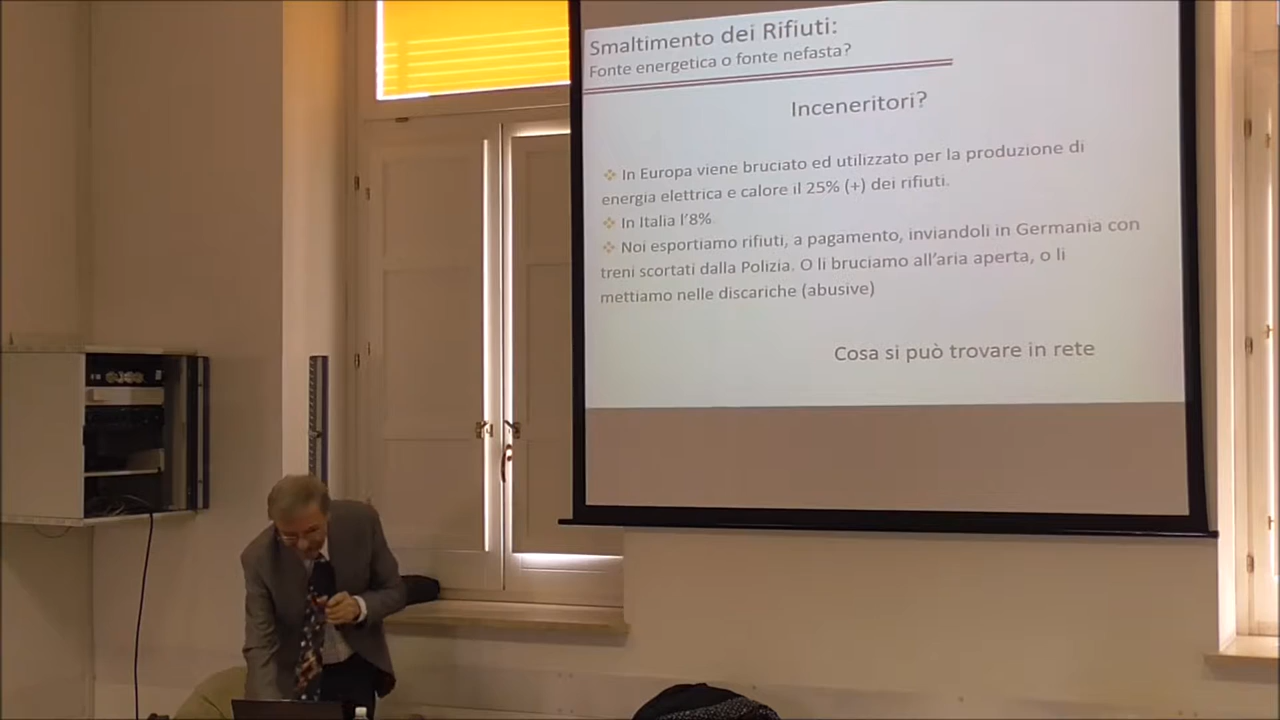 Smaltimento dei Rifiuti:
Fonte energetica o fonte nefasta?
Inceneritori?
❖ In Europa viene bruciato ed utilizzato per la produzione di
energia elettrica e calore il 25% (+) dei rifiuti.
❖ In Italia l'8%
❖ Noi esportiamo rifiuti, a pagamento, inviandoli in Germania con
treni scortati dalla Polizia. O li bruciamo all'aria aperta, o li
mettiamo nelle discariche (abusive)
Cosa si può trovare in rete